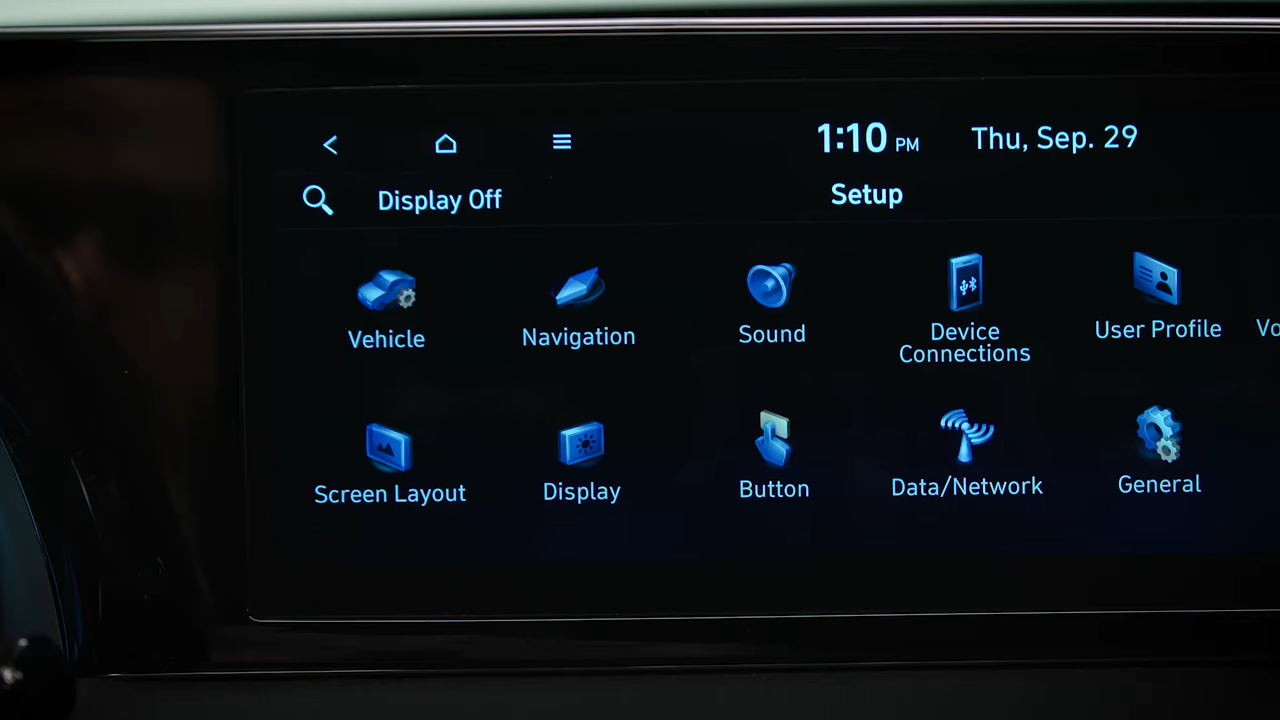 1:10 PM Thu, Sep. 29
Display Off
Setup
Vehicle
Navigation
Sound
Device
Connections
User Profile
Screen Layout
Display
Button
Data/Network
General